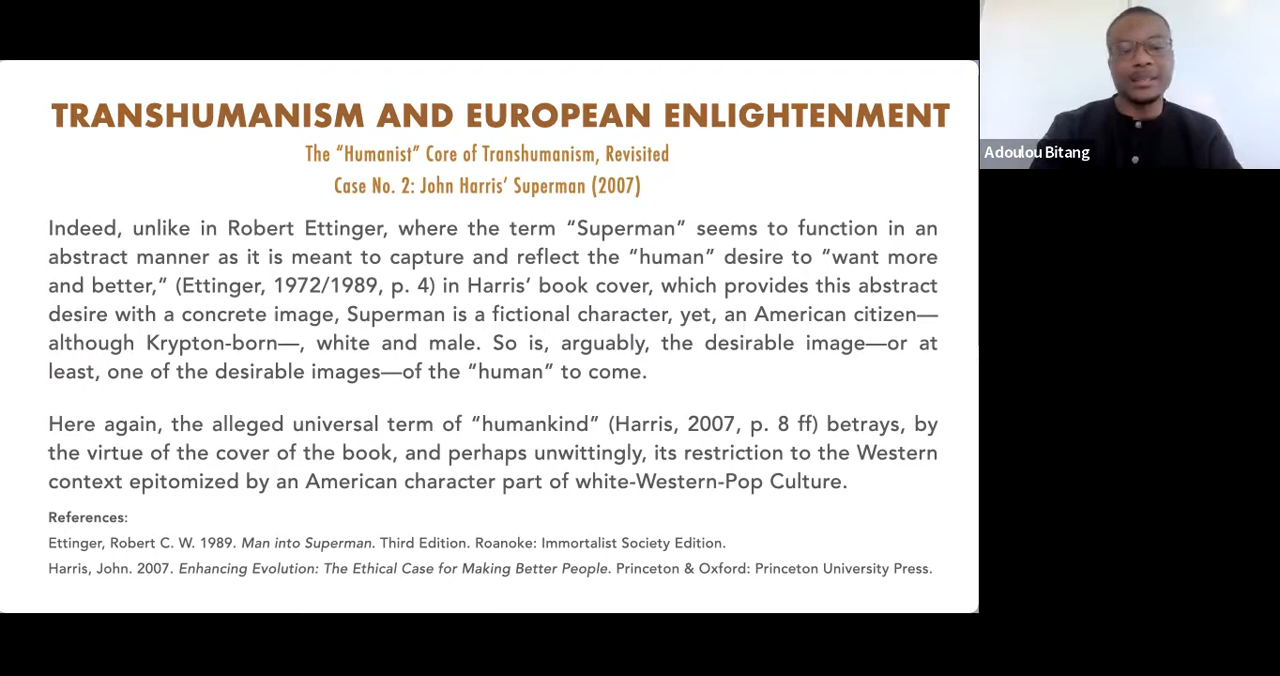 TRANSHUMANISM AND EUROPEAN ENLIGHTENMENT
The “Humanist” Core of Transhumanism, Revisited
Case No. 2: John Harris’ Superman (2007)
Indeed, unlike in Robert Ettinger, where the term “Superman” seems to function in an
abstract manner as it is meant to capture and reflect the “human” desire to “want more
and better,” (Ettinger, 1972/1989, p. 4) in Harris’ book cover, which provides this abstract
desire with a concrete image, Superman is a fictional character, yet, an American citizen—
although Krypton-born—, white and male. So is, arguably, the desirable image—or at
least, one of the desirable images—of the “human” to come.
Here again, the alleged universal term of “humankind” (Harris, 2007, p. 8 ff) betrays, by
the virtue of the cover of the book, and perhaps unwittingly, its restriction to the Western
context epitomized by an American character part of white-Western-Pop Culture.
References:
Ettinger, Robert C. W. 1989. Man into Superman. Third Edition. Roanoke: Immortalist Society Edition.
Harris, John. 2007. Enhancing Evolution: The Ethical Case for Making Better People. Princeton & Oxford: Princeton University Press.
Adoulou Bitang